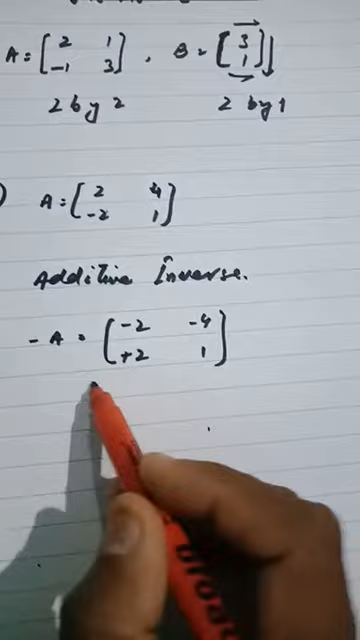 A = [ 2 1 , B = [ 3
-1 3 ] 1 ]
2 by 2 2 by 1
) A = [ 2 4
-2 1 ]
Additive Inverse.
- A = [ -2 -4
+2 1 ]